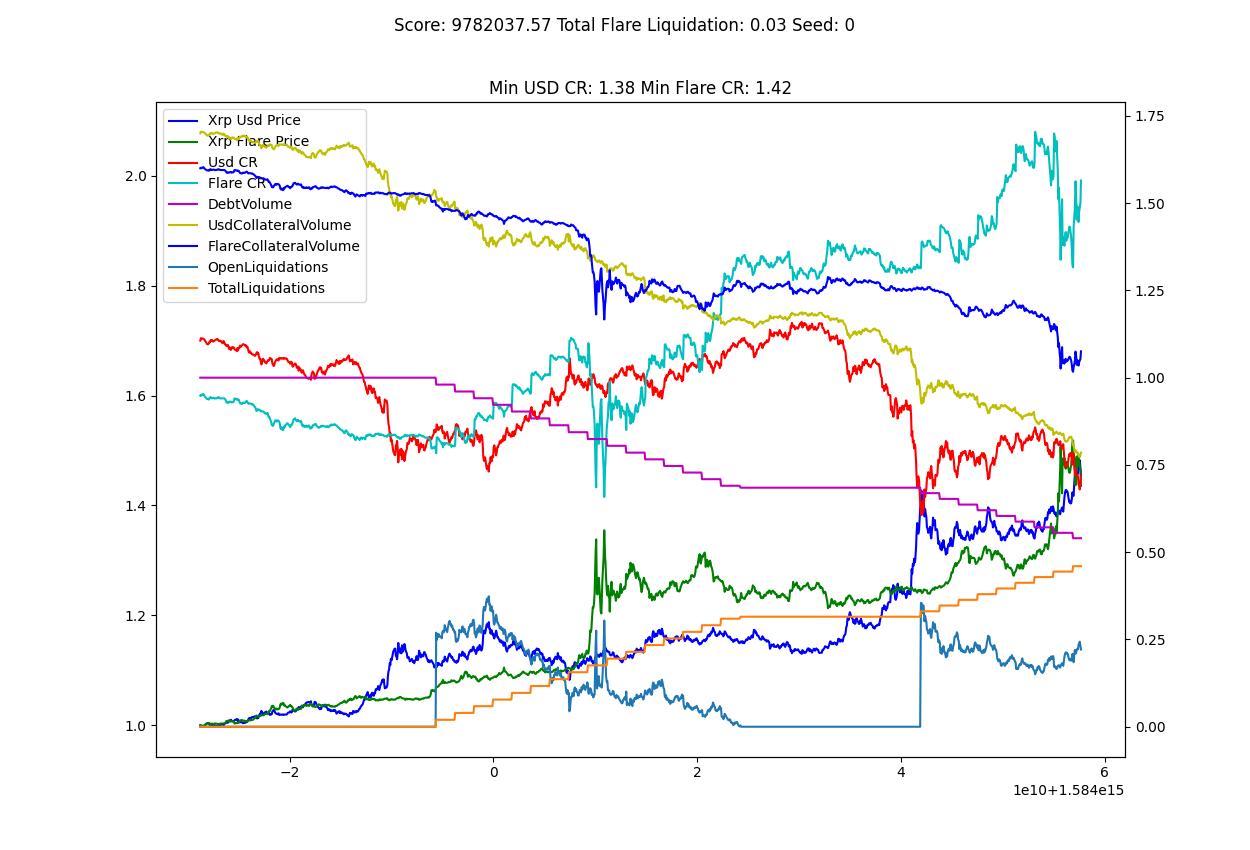 Score: 9782037.57 Total Flare Liquidation: 0.03 Seed: 0
Min USD CR: 1.38 Min Flare CR: 1.42
Xrp Usd Price
Xrp Flare Price
Usd CR
Flare CR
DebtVolume
UsdCollateralVolume
FlareCollateralVolume
OpenLiquidations
TotalLiquidations
2.0
1.8
1.6
1.4
1.2
1.0
1.75
1.50
1.25
1.00
0.75
0.50
0.25
0.00
−2
0
2
4
6
1e10+1.584e15